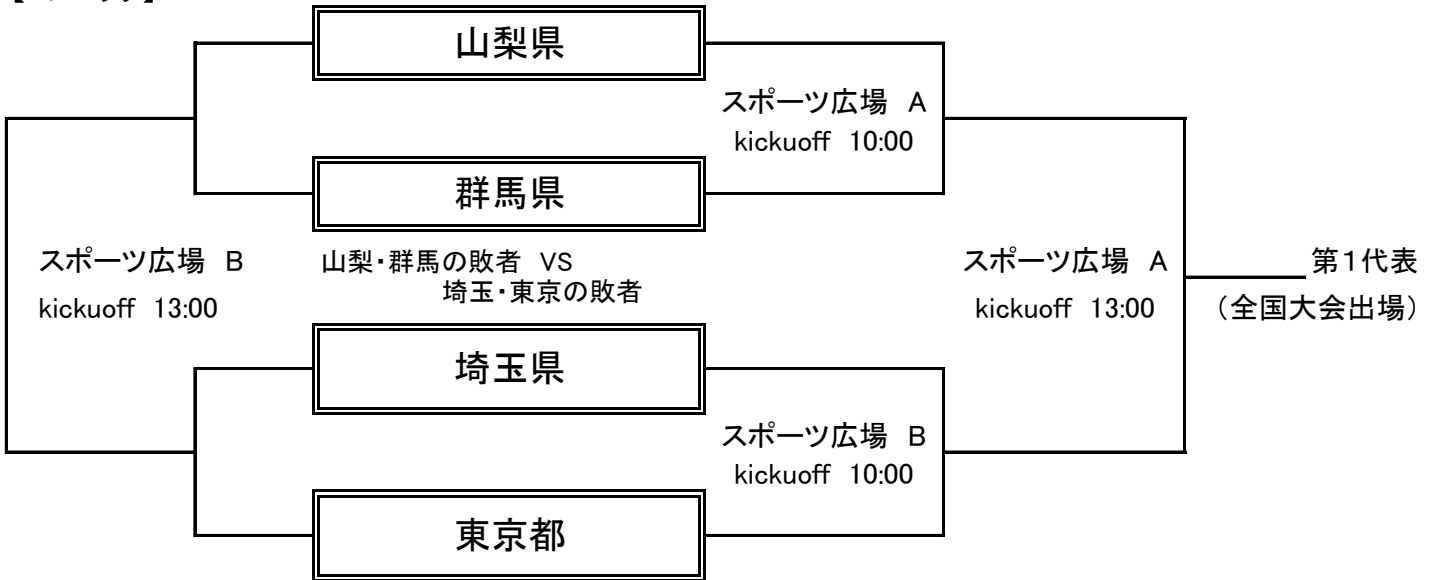 山梨県
スポーツ広場 A
kickuoff 10:00
群馬県
スポーツ広場 B
kickuoff 13:00
山梨・群馬の敗者 VS
埼玉・東京の敗者
スポーツ広場 A
kickuoff 13:00
第1代表
(全国大会出場)
埼玉県
スポーツ広場 B
kickuoff 10:00
東京都